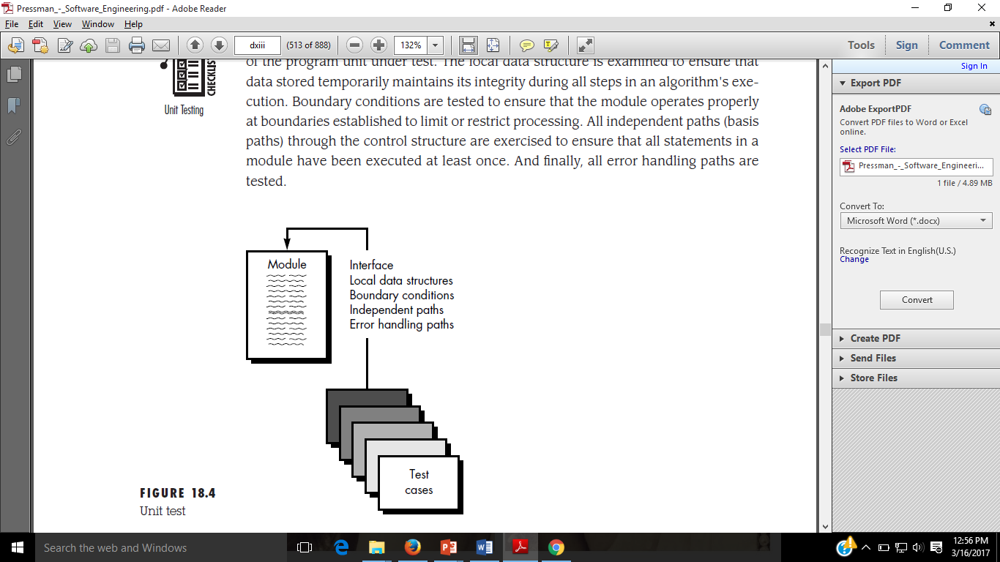 Pressman_-_Software_Engineering.pdf - Adobe Reader
File Edit View Window Help
dxiii (513 of 888) 132% Tools Sign Comment
Sign In
CHECKLIST
Unit Testing
of the program unit under test. The local data structure is examined to ensure that
data stored temporarily maintains its integrity during all steps in an algorithm's exe-
cution. Boundary conditions are tested to ensure that the module operates properly
at boundaries established to limit or restrict processing. All independent paths (basis
paths) through the control structure are exercised to ensure that all statements in a
module have been executed at least once. And finally, all error handling paths are
tested.
Module
Interface
Local data structures
Boundary conditions
Independent paths
Error handling paths
Test
cases
FIGURE 18.4
Unit test
Export PDF
Adobe ExportPDF
Convert PDF files to Word or Excel
online.
Select PDF File:
Pressman_-_Software_Engineeri...
1 file / 4.89 MB
Convert To:
Microsoft Word (*.docx)
Recognize Text in English(U.S.)
Change
Convert
Create PDF
Send Files
Store Files
Search the web and Windows
12:56 PM
3/16/2017